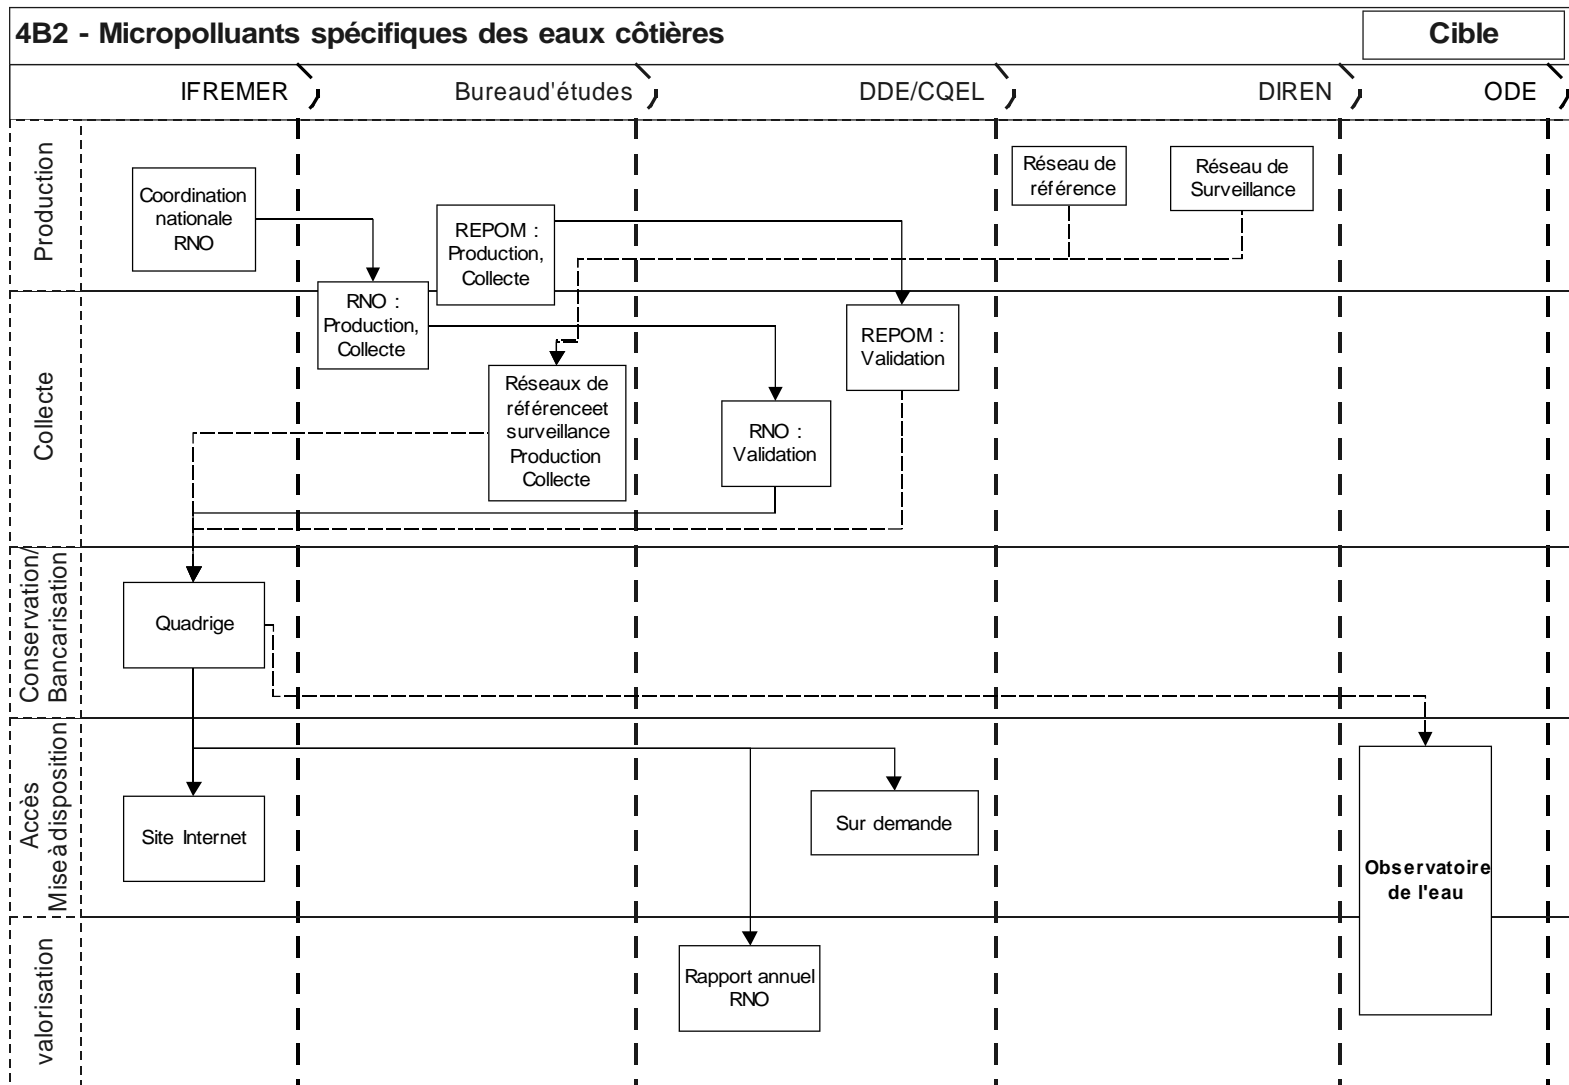 4B2 - Micropolluants spécifiques des eaux côtières
Cible
IFREMER
Bureaud'études
DDE/CQEL
DIREN
ODE
Production
Coordination
nationale
RNO
REPOM :
Production,
Collecte
Réseau de
référence
Réseau de
Surveillance
Collecte
RNO :
Production,
Collecte
Réseaux de
référenceet
surveillance
Production
Collecte
RNO :
Validation
REPOM :
Validation
Conservation/
Bancarisation
Quadrige
Accès
Miseàdisposition
Site Internet
Sur demande
Observatoire
de l'eau
valorisation
Rapport annuel
RNO